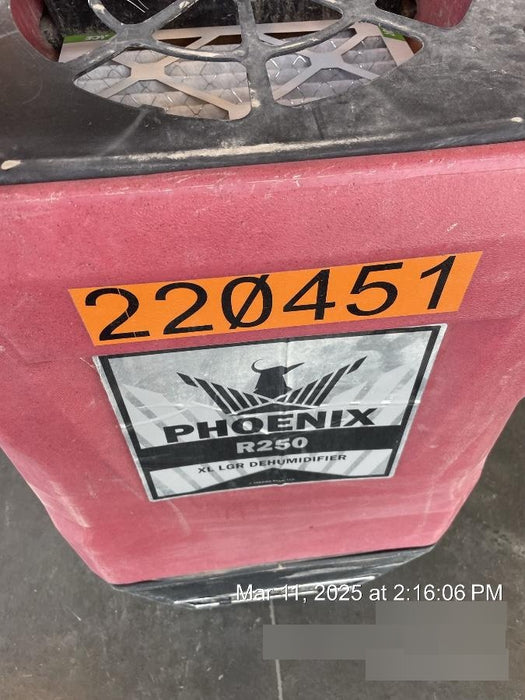 220451
PHOENIX
R250
XL LGR DEHUMIDIFIER
Mar 11, 2025 at 2:16:06 PM